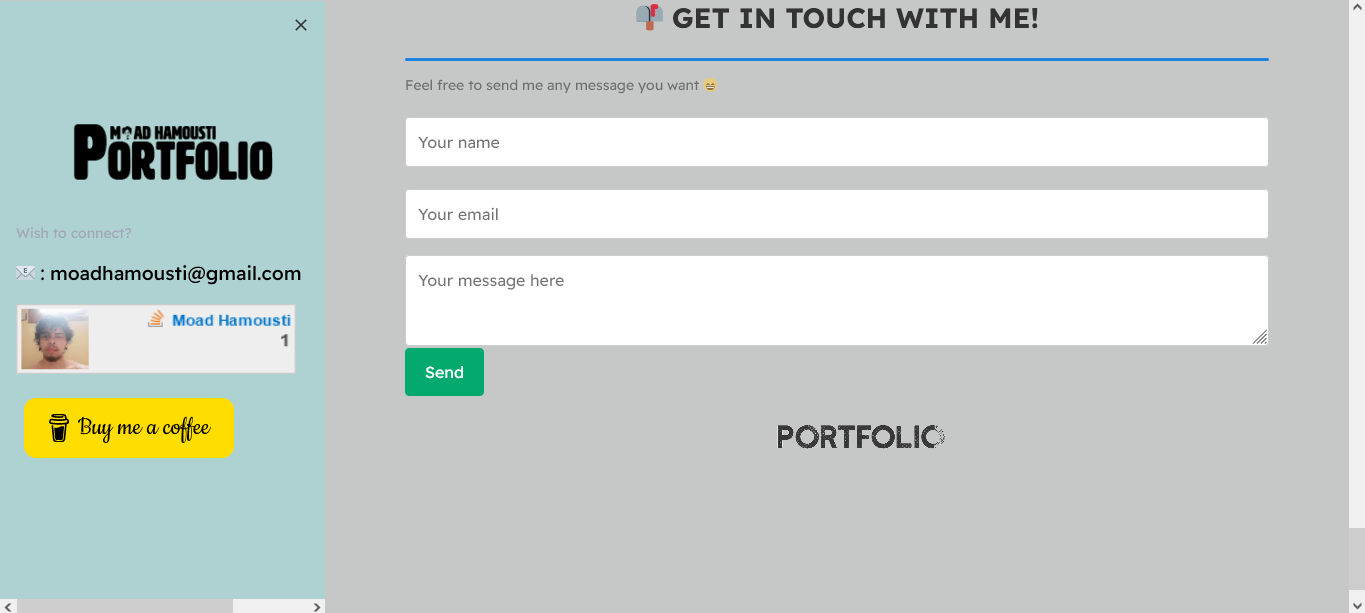 MOAD HAMOUSTI
PORTFOLIO
Wish to connect?
: moadhamousti@gmail.com
Moad Hamousti
1
Buy me a coffee
📬 GET IN TOUCH WITH ME!
Feel free to send me any message you want 😄
Your name
Your email
Your message here
Send
PORTFOLIO